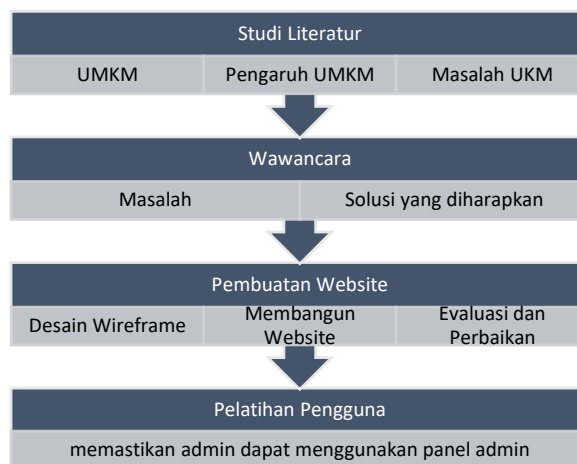 Studi Literatur
UMKM
Pengaruh UMKM
Masalah UKM
Wawancara
Masalah
Solusi yang diharapkan
Pembuatan Website
Desain Wireframe
Membangun
Website
Evaluasi dan
Perbaikan
Pelatihan Pengguna
memastikan admin dapat menggunakan panel admin